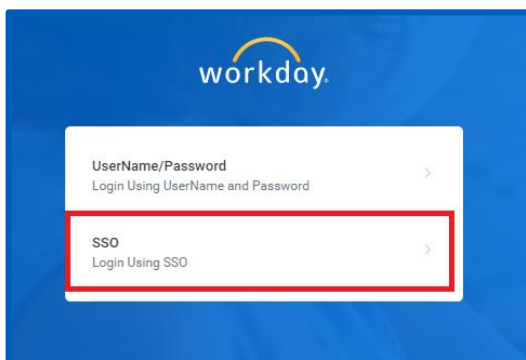 workday.
UserName/Password
Login Using UserName and Password
SSO
Login Using SSO